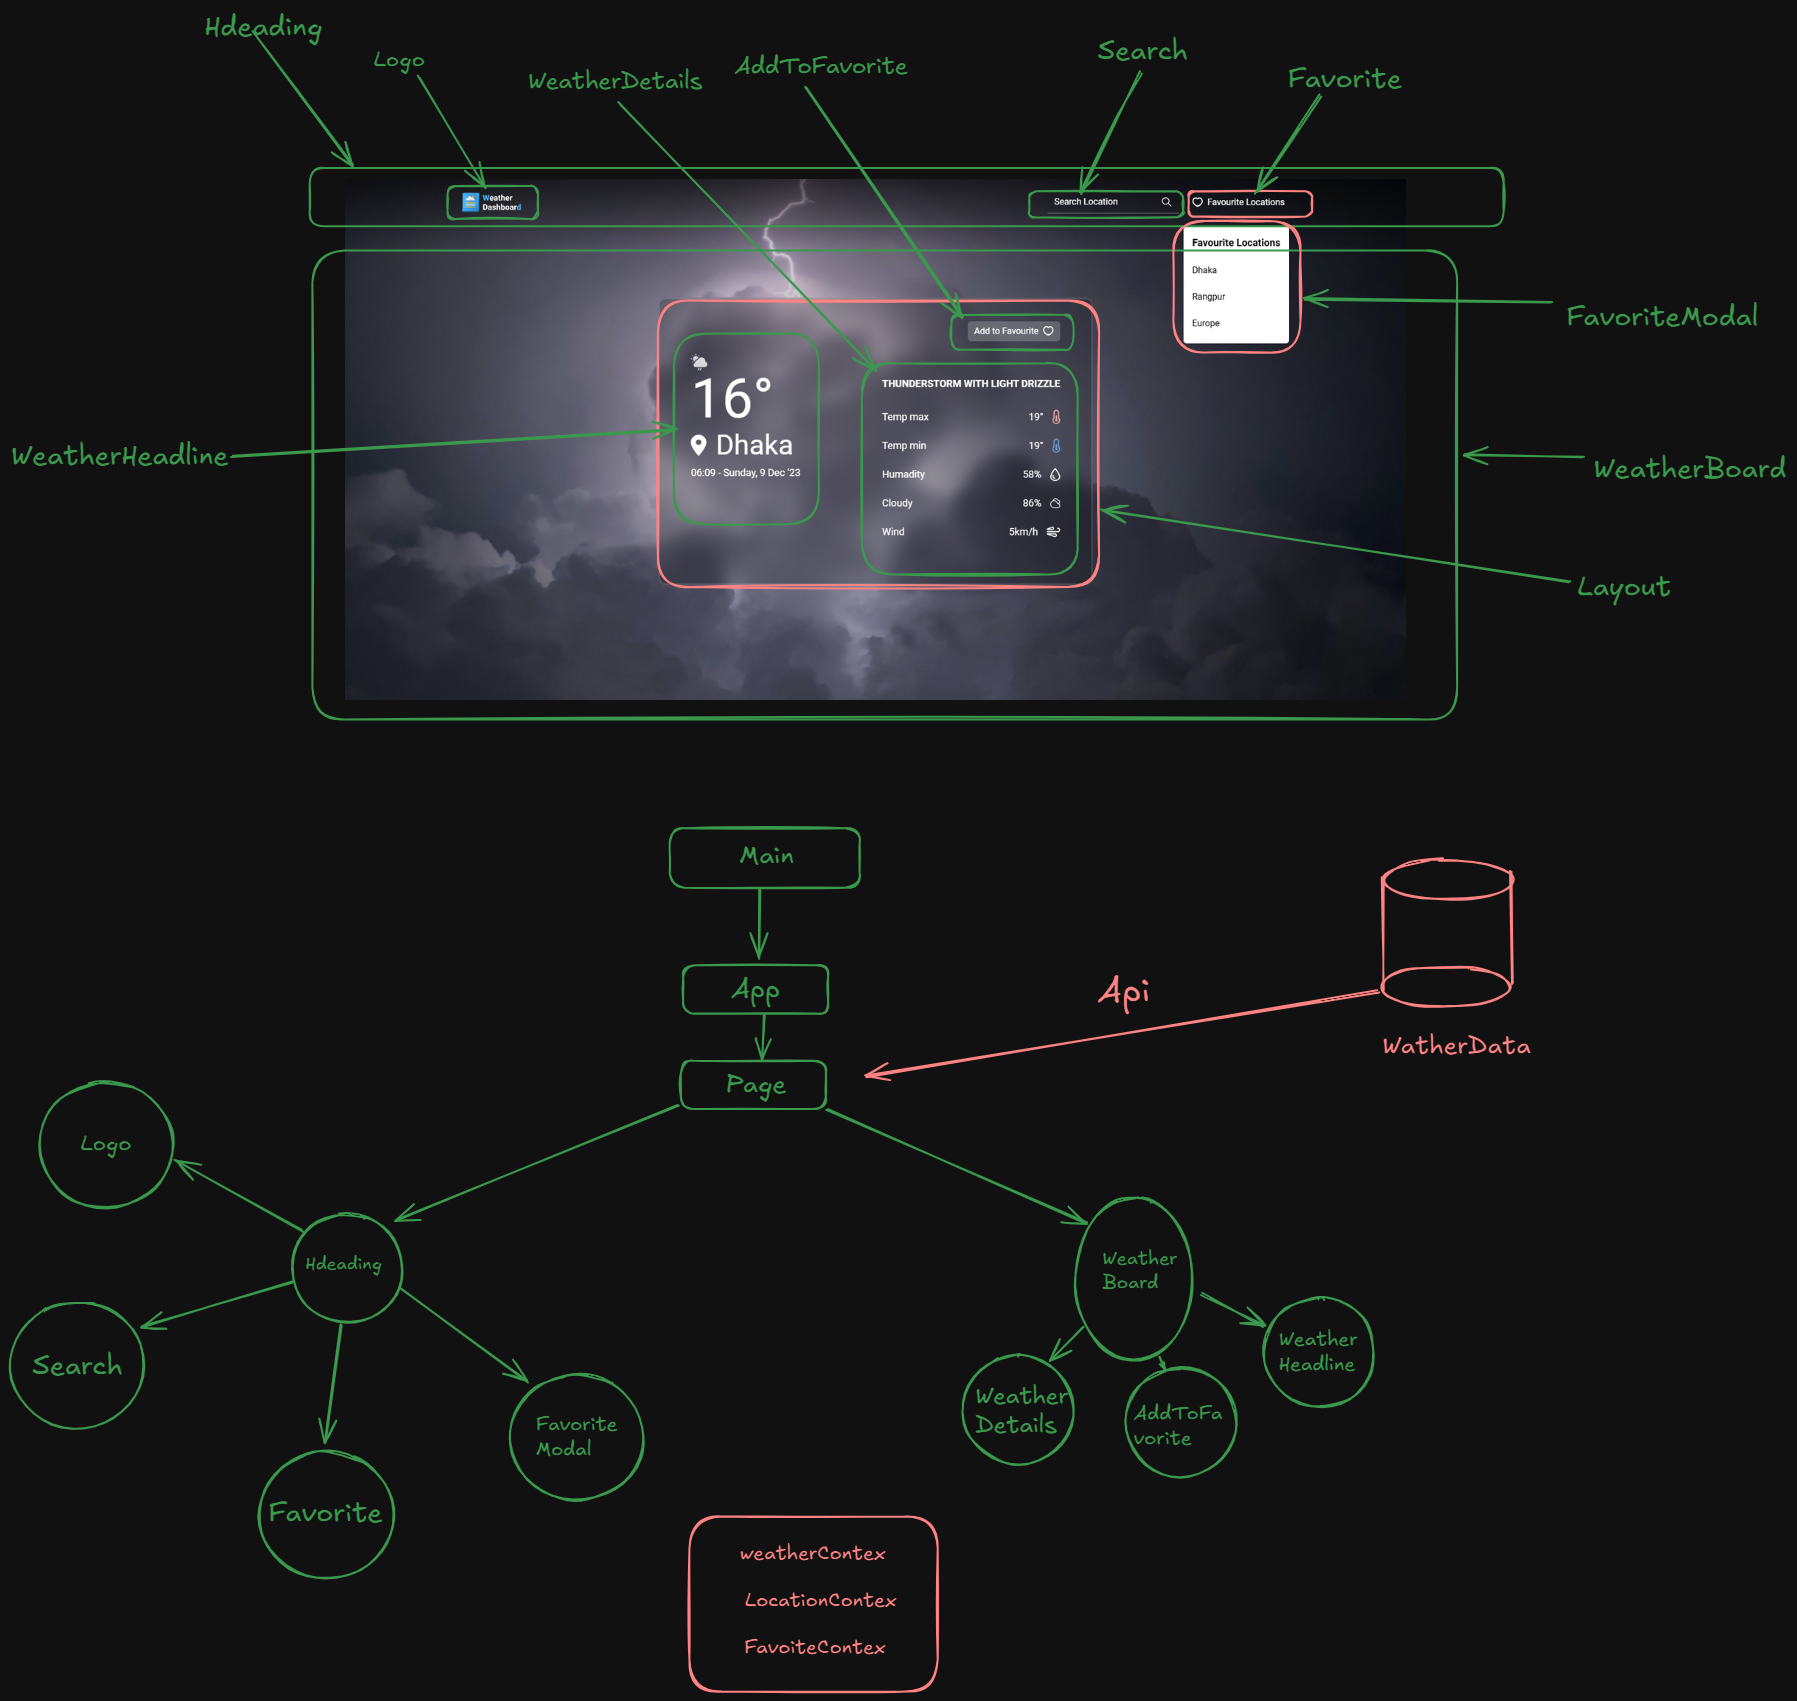 Hdeading
Logo
WeatherDetails
AddToFavorite
Search
Favorite
Weather
Dashboard
Search Location
Favourite Locations
Favourite Locations
Dhaka
Rangpur
Europe
FavoriteModal
Add to Favourite
16°
Dhaka
06:09 - Sunday, 9 Dec '23
THUNDERSTORM WITH LIGHT DRIZZLE
Temp max 19°
Temp min 19°
Humadity 58%
Cloudy 86%
Wind 5km/h
WeatherHeadline
WeatherBoard
Layout
Main
App
Page
Api
WatherData
Logo
Hdeading
Search
Favorite
Favorite
Modal
Weather
Board
Weather
Details
AddToFa
vorite
Weather
Headline
weatherContex
LocationContex
FavoiteContex